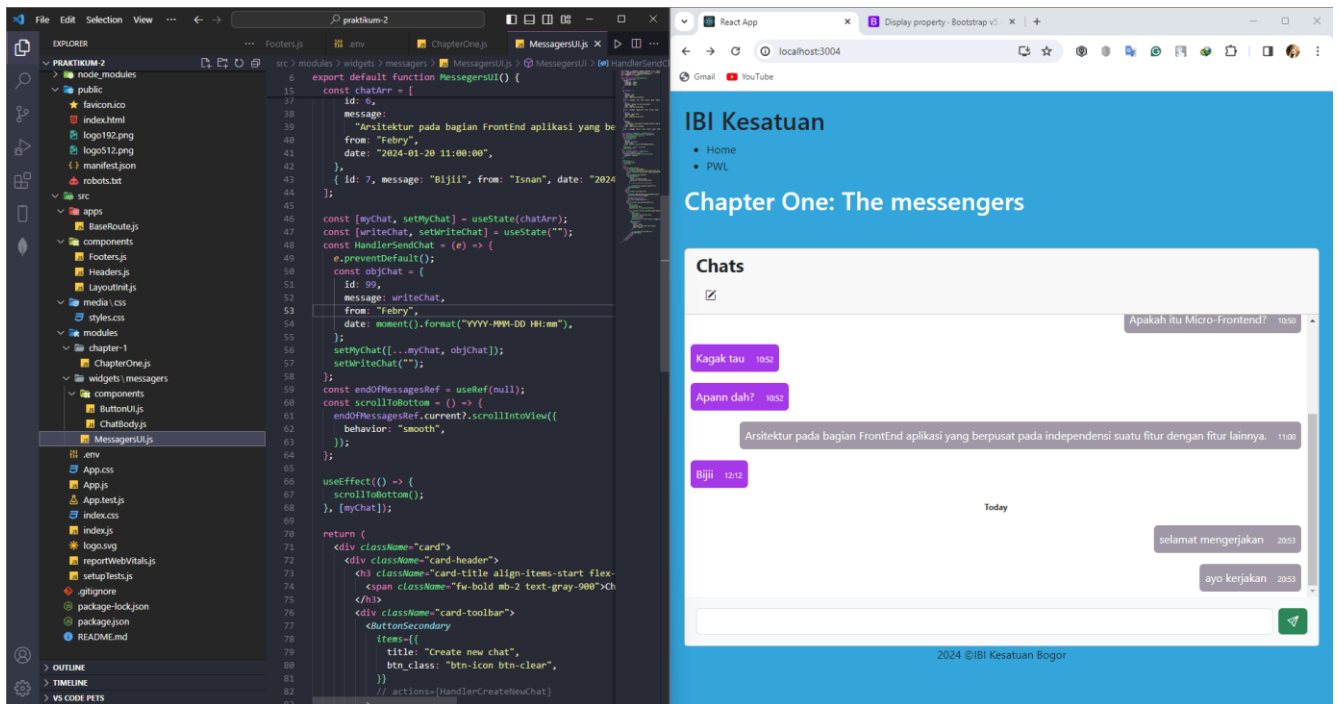 File Edit Selection View ··· ← → praktikum-2
EXPLORER ···
PRAKTIKUM-2
node_modules
public
favicon.ico
index.html
logo192.png
logo512.png
manifest.json
robots.txt
src
apps
BaseRoute.js
components
Footers.js
Headers.js
LayoutInit.js
media\css
styles.css
modules
chapter-1
ChapterOne.js
widgets\messagers
components
ButtonUI.js
ChatBody.js
MessagersUI.js
.env
App.css
App.js
App.test.js
index.css
index.js
logo.svg
reportWebVitals.js
setupTests.js
.gitignore
package-lock.json
package.json
README.md
OUTLINE
TIMELINE
VS CODE PETS
Footers.js .env ChapterOne.js MessagersUI.js
src > modules > widgets > messagers > MessagersUI.js > MessegersUI > HandlerSendCl
6 export default function MessegersUI() {
15 const chatArr = [
37 id: 6,
38 message:
39 "Arsitektur pada bagian FrontEnd aplikasi yang be
40 from: "Febry",
41 date: "2024-01-20 11:00:00",
42 },
43 { id: 7, message: "Bijii", from: "Isnan", date: "2024
44 ];
45
46 const [myChat, setMyChat] = useState(chatArr);
47 const [writeChat, setWriteChat] = useState("");
48 const HandlerSendChat = (e) => {
49 e.preventDefault();
50 const objChat = {
51 id: 99,
52 message: writeChat,
53 from: "Febry",
54 date: moment().format("YYYY-MMM-DD HH:mm"),
55 };
56 setMyChat([...myChat, objChat]);
57 setWriteChat("");
58 };
59 const endOfMessagesRef = useRef(null);
60 const scrollToBottom = () => {
61 endOfMessagesRef.current?.scrollIntoView({
62 behavior: "smooth",
63 });
64 };
65
66 useEffect(() => {
67 scrollToBottom();
68 }, [myChat]);
69
70 return (
71 <div className="card">
72 <div className="card-header">
73 <h3 className="card-title align-items-start flex-
74 <span className="fw-bold mb-2 text-gray-900">Ch
75 </h3>
76 <div className="card-toolbar">
77 <ButtonSecondary
78 items={{
79 title: "Create new chat",
80 btn_class: "btn-icon btn-clear",
81 }}
82 // actions={HandlerCreateNewChat}
React App Display property - Bootstrap v5
localhost:3004
Gmail YouTube
IBI Kesatuan
• Home
• PWL
Chapter One: The messengers
Chats
Apakah itu Micro-Frontend? 10:50
Kagak tau 10:52
Apann dah? 10:52
Arsitektur pada bagian FrontEnd aplikasi yang berpusat pada independensi suatu fitur dengan fitur lainnya. 11:00
Bijii 12:12
Today
selamat mengerjakan 20:53
ayo kerjakan 20:53
2024 ©IBI Kesatuan Bogor